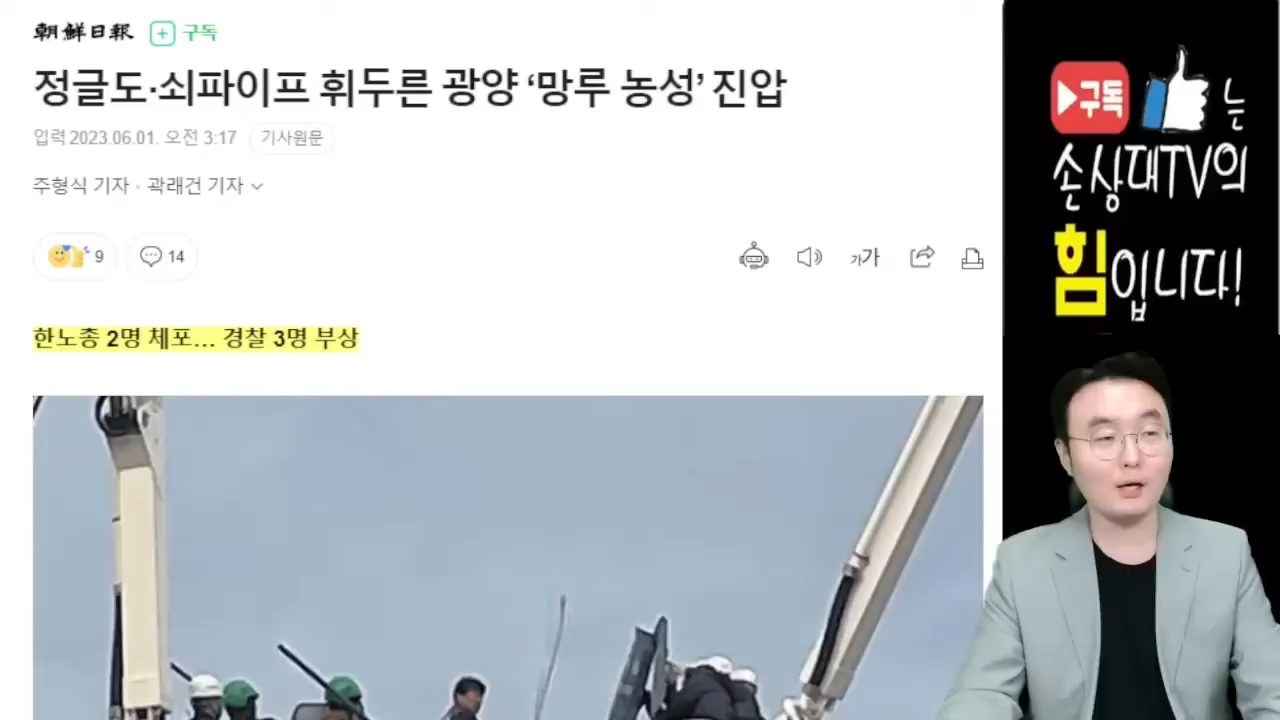 朝鮮日報 구독
정글도·쇠파이프 휘두른 광양 ‘망루 농성’ 진압
입력 2023.06.01. 오전 3:17 기사원문
주형식 기자 · 곽래건 기자
9 14
가가
한노총 2명 체포... 경찰 3명 부상
구독 는
손상대TV의
힘입니다!